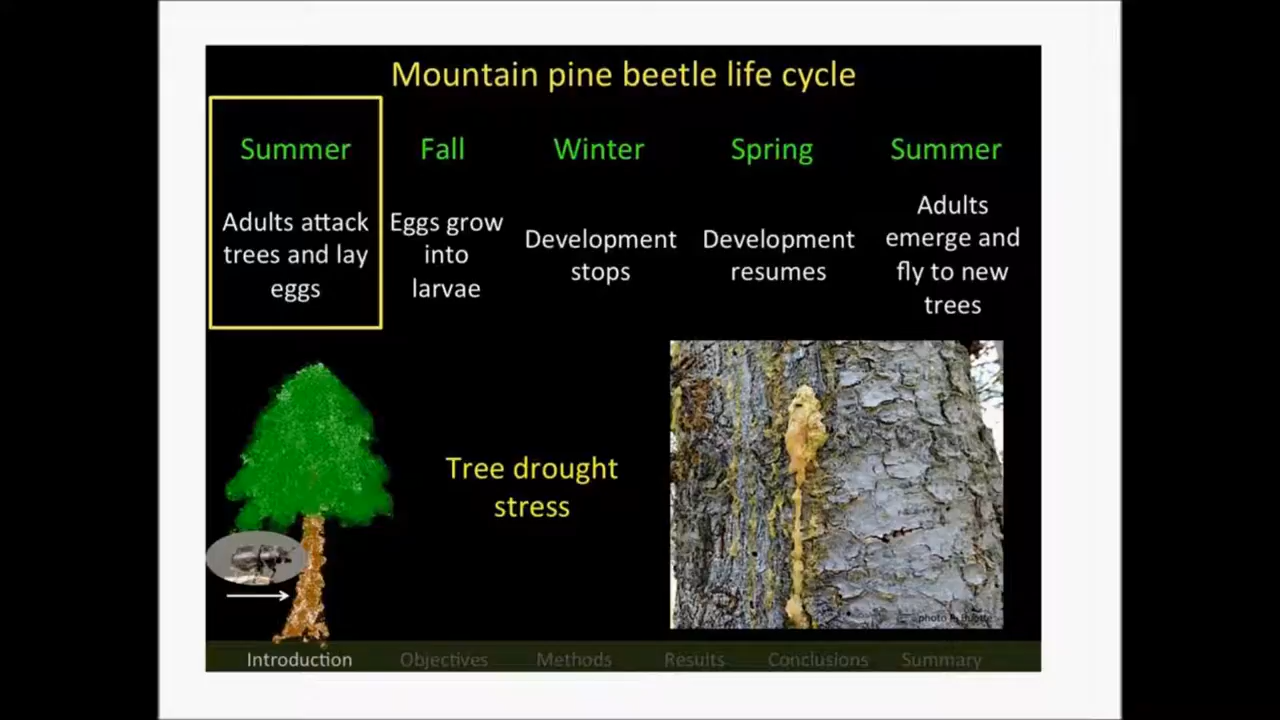 Mountain pine beetle life cycle
Summer
Adults attack
trees and lay
eggs
Fall
Eggs grow
into
larvae
Winter
Development
stops
Spring
Development
resumes
Summer
Adults
emerge and
fly to new
trees
Tree drought
stress
photo
Introduction Objectives Methods Results Conclusions Summary